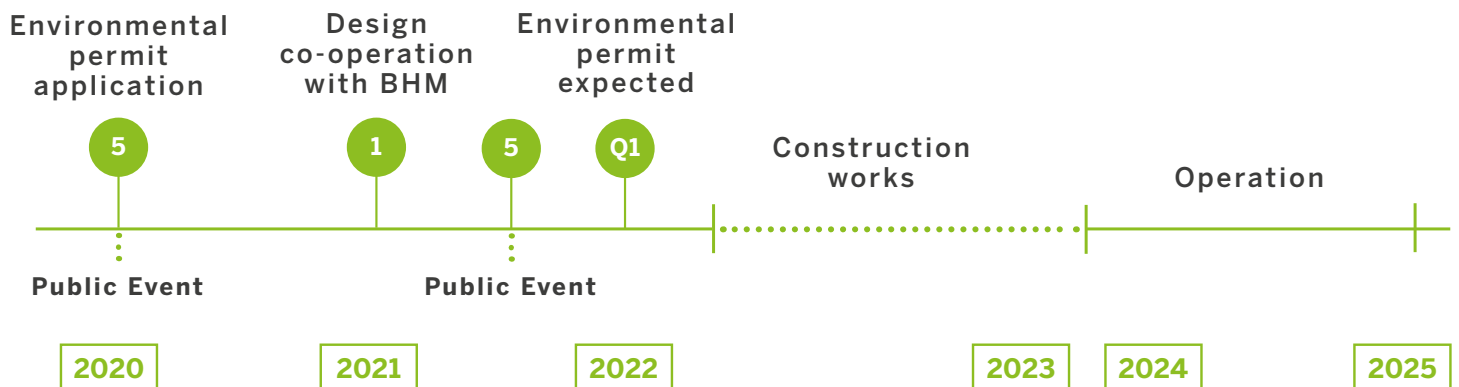 Environmental
permit
application
Design
co-operation
with BHM
Environmental
permit
expected
5
1
5
Q1
Construction
works
Operation
Public Event
Public Event
2020
2021
2022
2023
2024
2025